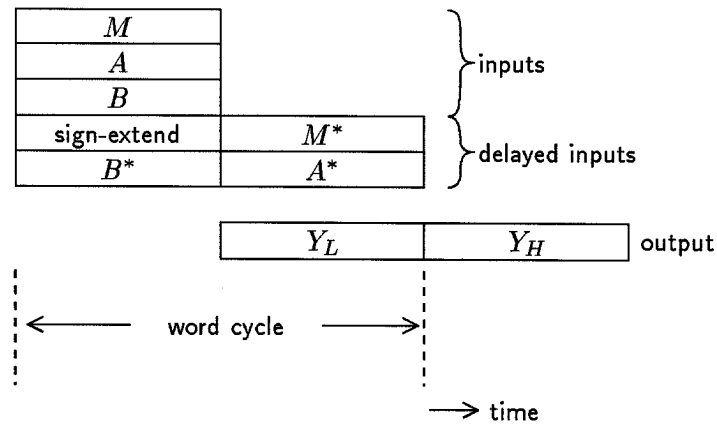 M
A
B
inputs
sign-extend M*
B* A*
delayed inputs
Y_L Y_H output
word cycle
time